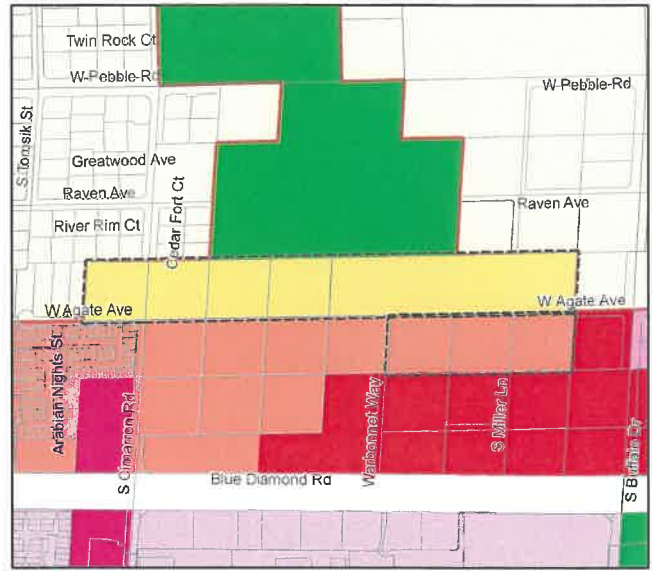 Twin Rock Ct
W Pebble Rd
W Pebble Rd
S Tomsik St
Greatwood Ave
Raven Ave
Raven Ave
River Rim Ct
Cedar Fort Ct
W Agate Ave
W Agate Ave
Arabian Nights St
S Cimarron Rd
Warbonnet Way
S Miller Ln
S Buffalo Dr
Blue Diamond Rd